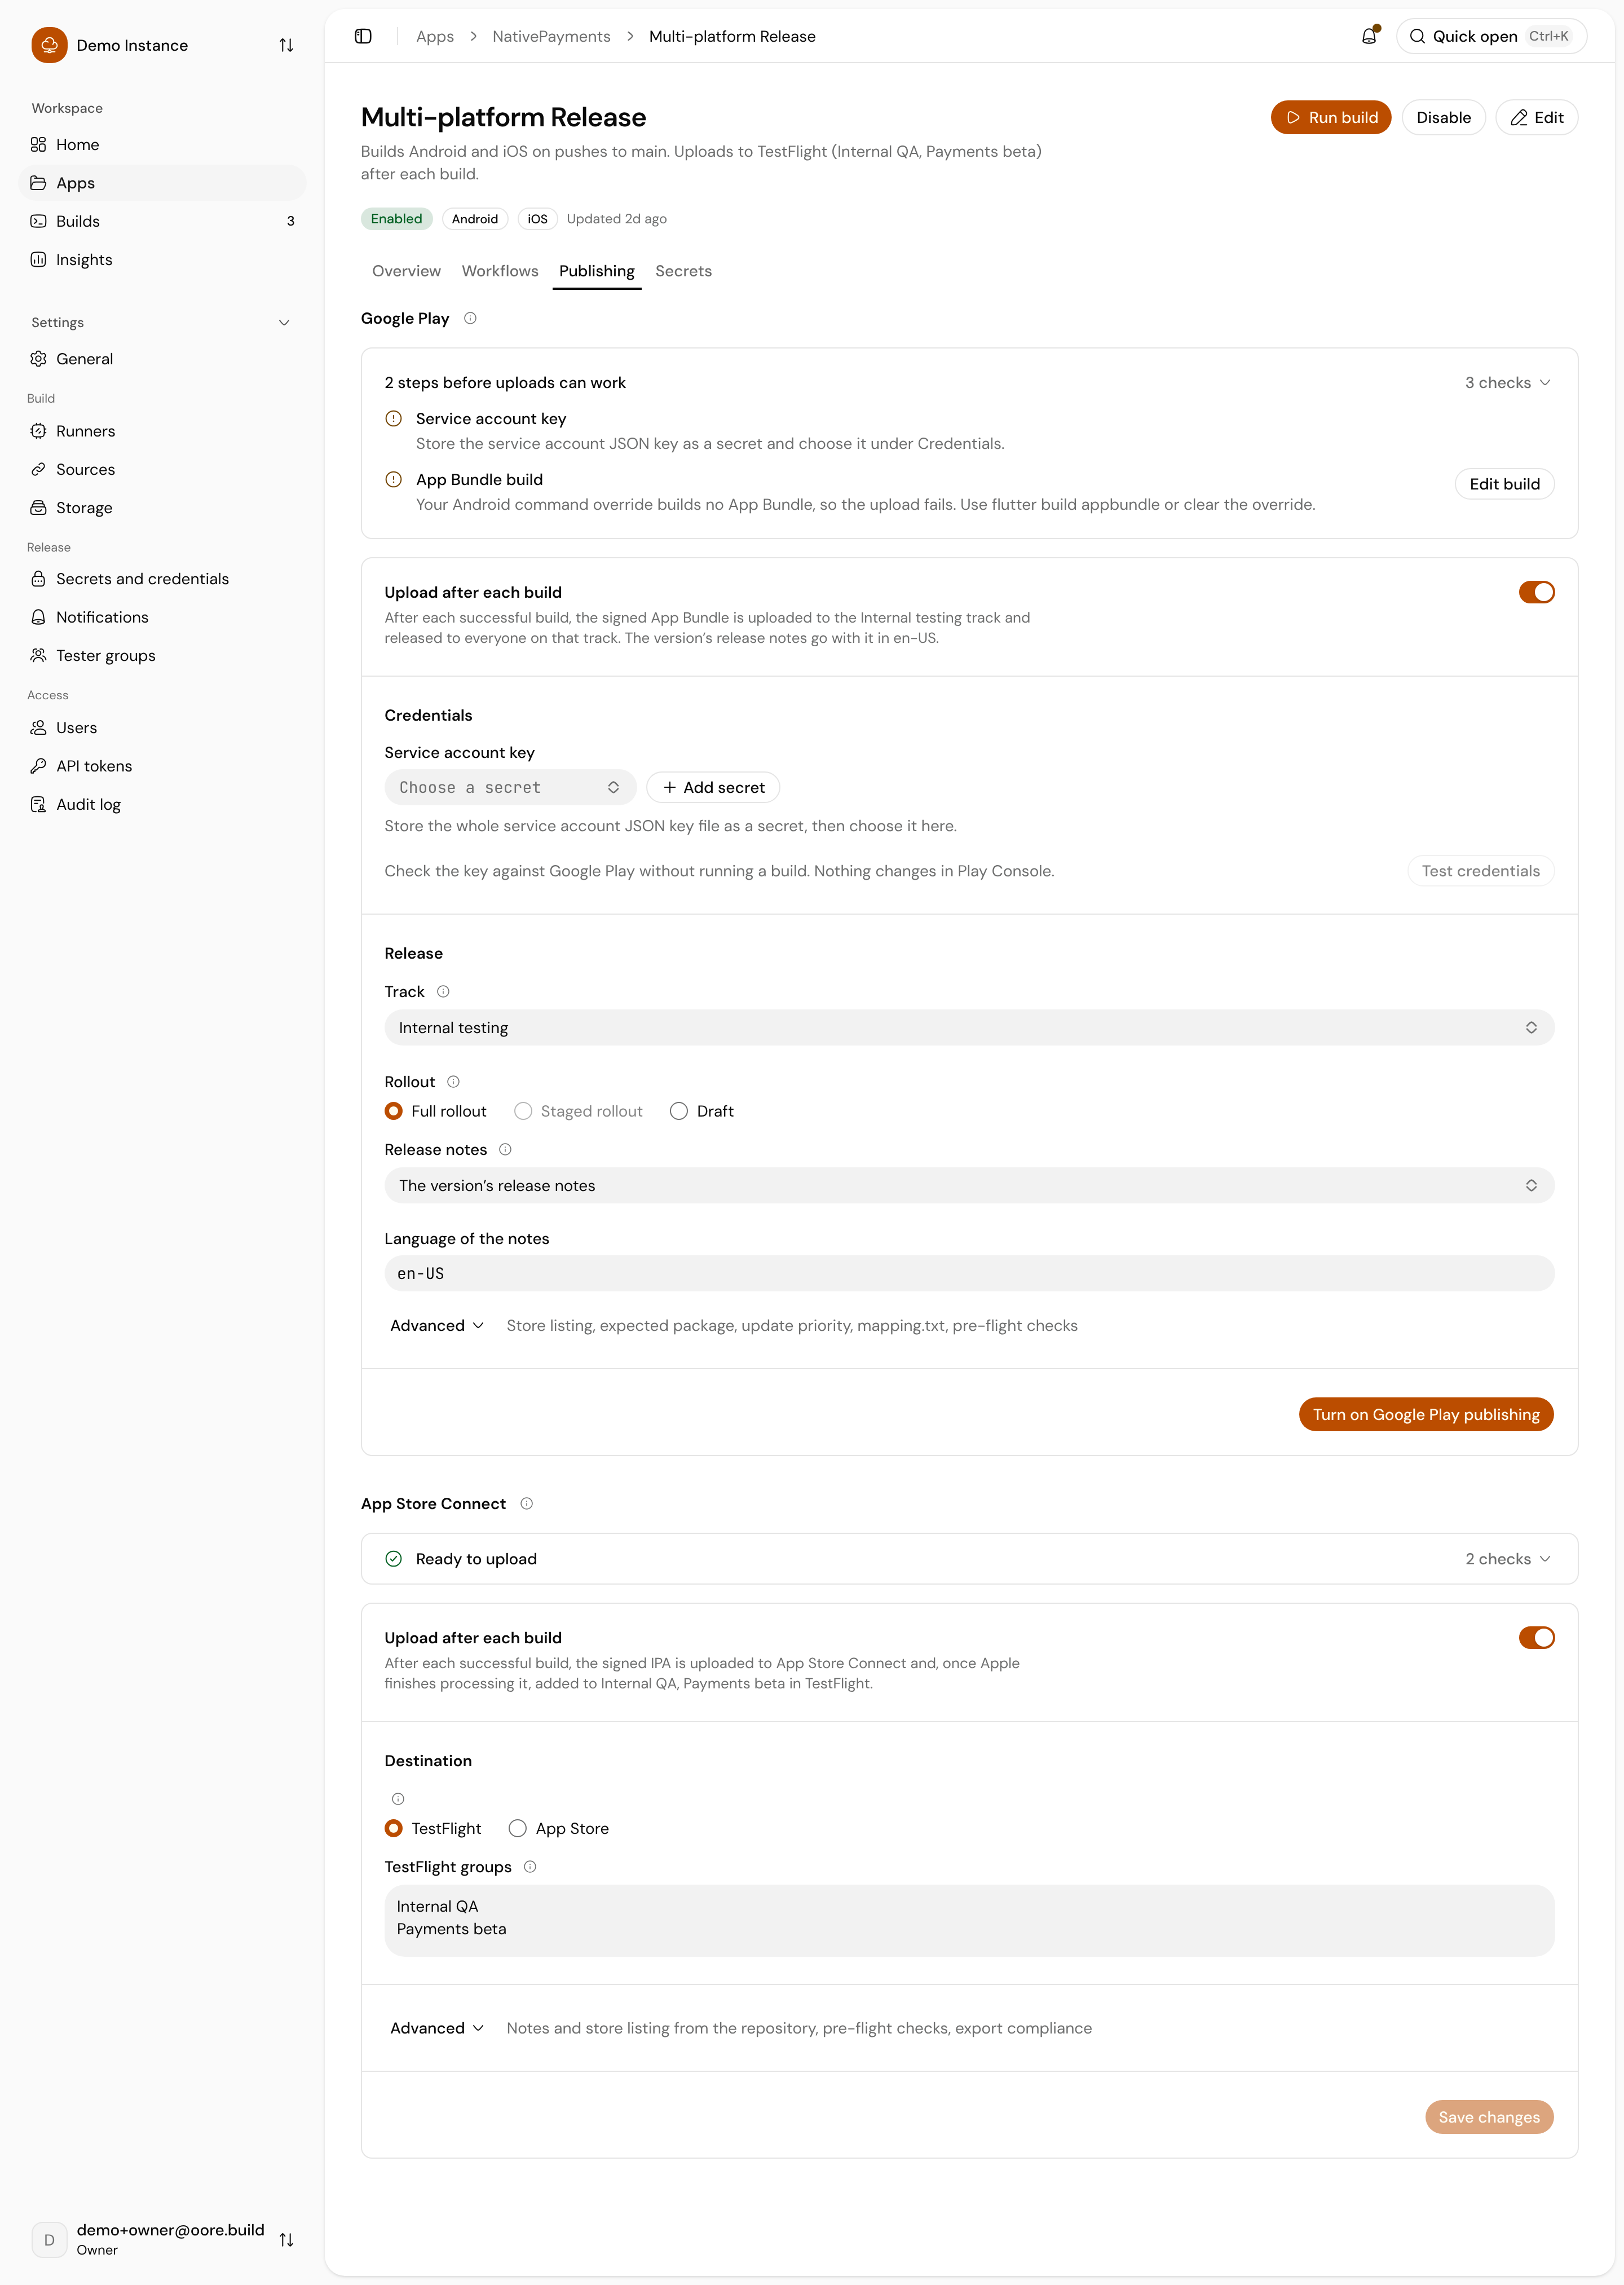 Demo Instance
Workspace
Home
Apps
Builds 3
Insights
Settings
General
Build
Runners
Sources
Storage
Release
Secrets and credentials
Notifications
Tester groups
Access
Users
API tokens
Audit log
D
demo+owner@oore.build
Owner
Apps > NativePayments > Multi-platform Release
Quick open Ctrl+K
Multi-platform Release
Run build
Disable
Edit
Builds Android and iOS on pushes to main. Uploads to TestFlight (Internal QA, Payments beta)
after each build.
Enabled Android iOS Updated 2d ago
Overview Workflows Publishing Secrets
Google Play
2 steps before uploads can work 3 checks
Service account key
Store the service account JSON key as a secret and choose it under Credentials.
App Bundle build
Your Android command override builds no App Bundle, so the upload fails. Use flutter build appbundle or clear the override.
Edit build
Upload after each build
After each successful build, the signed App Bundle is uploaded to the Internal testing track and
released to everyone on that track. The version’s release notes go with it in en-US.
Credentials
Service account key
Choose a secret
Add secret
Store the whole service account JSON key file as a secret, then choose it here.
Check the key against Google Play without running a build. Nothing changes in Play Console.
Test credentials
Release
Track
Internal testing
Rollout
Full rollout Staged rollout Draft
Release notes
The version’s release notes
Language of the notes
en-US
Advanced Store listing, expected package, update priority, mapping.txt, pre-flight checks
Turn on Google Play publishing
App Store Connect
Ready to upload 2 checks
Upload after each build
After each successful build, the signed IPA is uploaded to App Store Connect and, once Apple
finishes processing it, added to Internal QA, Payments beta in TestFlight.
Destination
TestFlight App Store
TestFlight groups
Internal QA
Payments beta
Advanced Notes and store listing from the repository, pre-flight checks, export compliance
Save changes